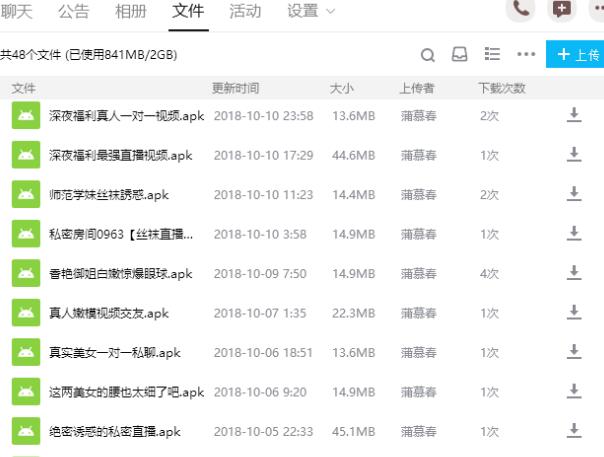 聊天 公告 相册 文件 活动 设置
共48个文件 (已使用841MB/2GB) 上传
文件 更新时间 大小 上传者 下载次数
深夜福利真人一对一视频.apk 2018-10-10 23:58 13.6MB 蒲慕春 2次
深夜福利最强直播视频.apk 2018-10-10 17:29 44.6MB 蒲慕春 1次
师范学妹丝袜誘惑.apk 2018-10-10 11:23 14.4MB 蒲慕春 2次
私密房间0963【丝袜直播... 2018-10-10 3:58 14.9MB 蒲慕春 1次
香艳御姐白嫩惊爆眼球.apk 2018-10-09 7:50 14.9MB 蒲慕春 4次
真人嫩模视频交友.apk 2018-10-07 1:35 22.3MB 蒲慕春 1次
真实美女一对一私聊.apk 2018-10-06 18:51 13.6MB 蒲慕春 1次
这两美女的腰也太细了吧.apk 2018-10-06 9:20 14.9MB 蒲慕春 1次
绝密诱惑的私密直播.apk 2018-10-05 22:33 45.1MB 蒲慕春 1次